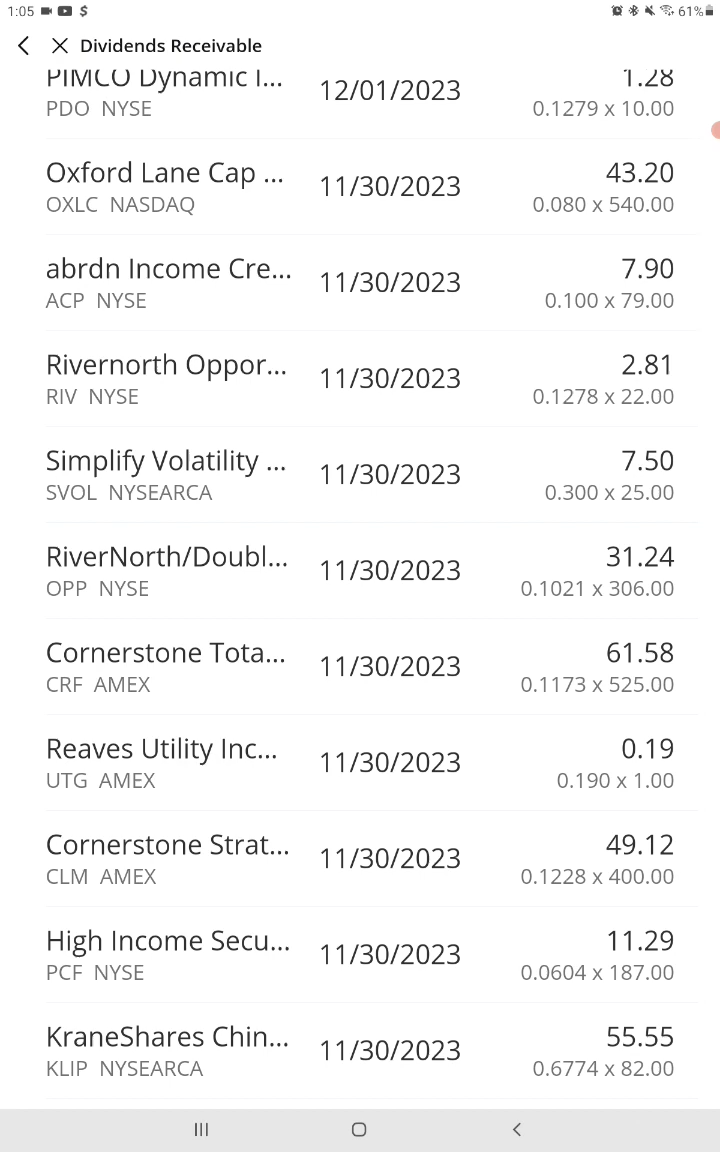 1:05 $ 61%
Dividends Receivable
PIMCO Dynamic I... 12/01/2023 1.28
PDO NYSE 0.1279 x 10.00
Oxford Lane Cap ... 11/30/2023 43.20
OXLC NASDAQ 0.080 x 540.00
abrdn Income Cre... 11/30/2023 7.90
ACP NYSE 0.100 x 79.00
Rivernorth Oppor... 11/30/2023 2.81
RIV NYSE 0.1278 x 22.00
Simplify Volatility ... 11/30/2023 7.50
SVOL NYSEARCA 0.300 x 25.00
RiverNorth/Doubl... 11/30/2023 31.24
OPP NYSE 0.1021 x 306.00
Cornerstone Tota... 11/30/2023 61.58
CRF AMEX 0.1173 x 525.00
Reaves Utility Inc... 11/30/2023 0.19
UTG AMEX 0.190 x 1.00
Cornerstone Strat... 11/30/2023 49.12
CLM AMEX 0.1228 x 400.00
High Income Secu... 11/30/2023 11.29
PCF NYSE 0.0604 x 187.00
KraneShares Chin... 11/30/2023 55.55
KLIP NYSEARCA 0.6774 x 82.00